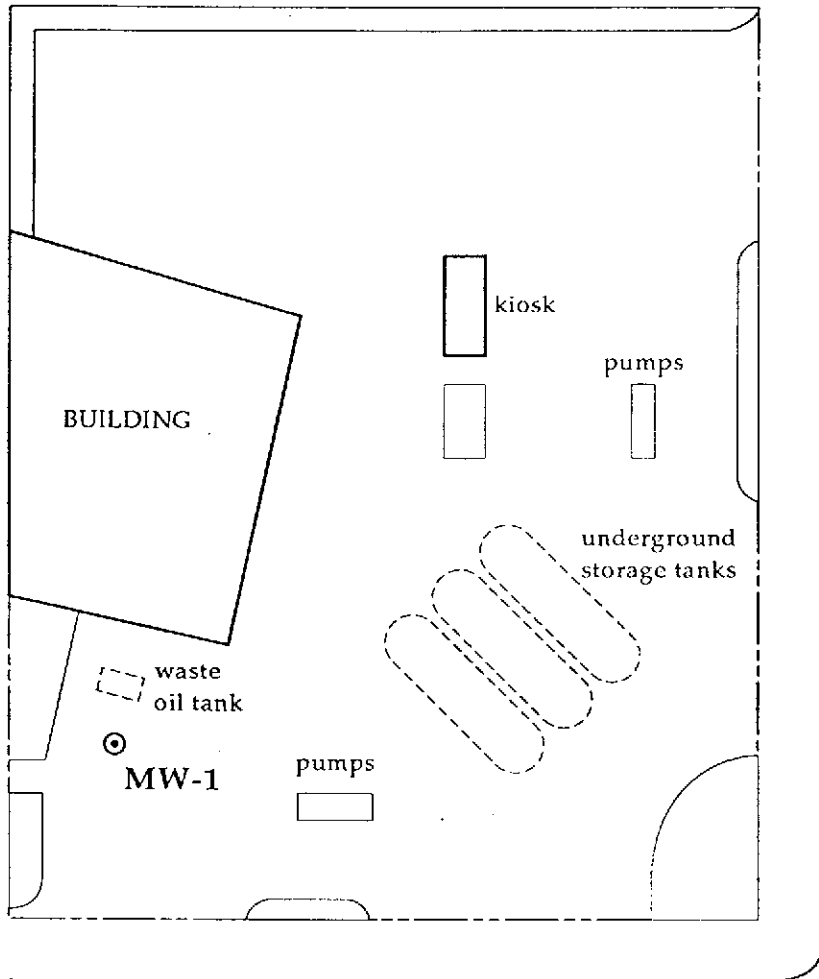 kiosk
pumps
BUILDING
underground
storage tanks
waste
oil tank
MW-1
pumps